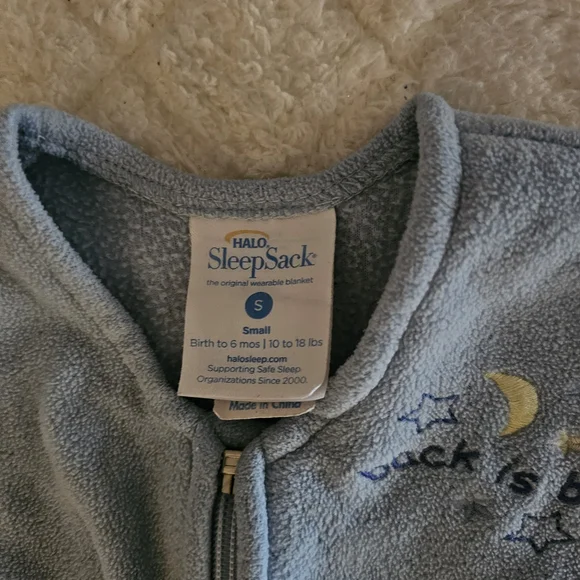 HALO.
SleepSack®
the original wearable blanket
S
Small
Birth to 6 mos | 10 to 18 lbs
halosleep.com
Supporting Safe Sleep
Organizations Since 2000.
Made in China
back is b